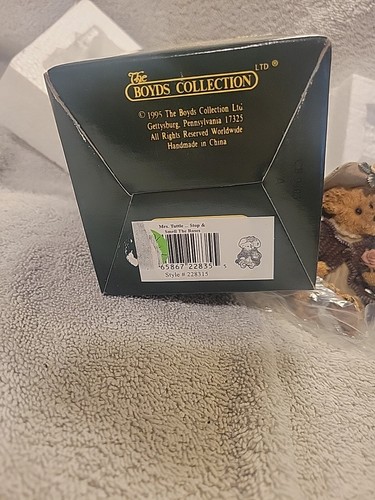 The
BOYDS COLLECTION LTD ®
© 1995 The Boyds Collection Ltd
Gettysburg, Pennsylvania 17325
All Rights Reserved Worldwide
Handmade in China
Mrs. Tuttle .. Stop &
Smell The Roses
65867 22835 5
Style # 228315